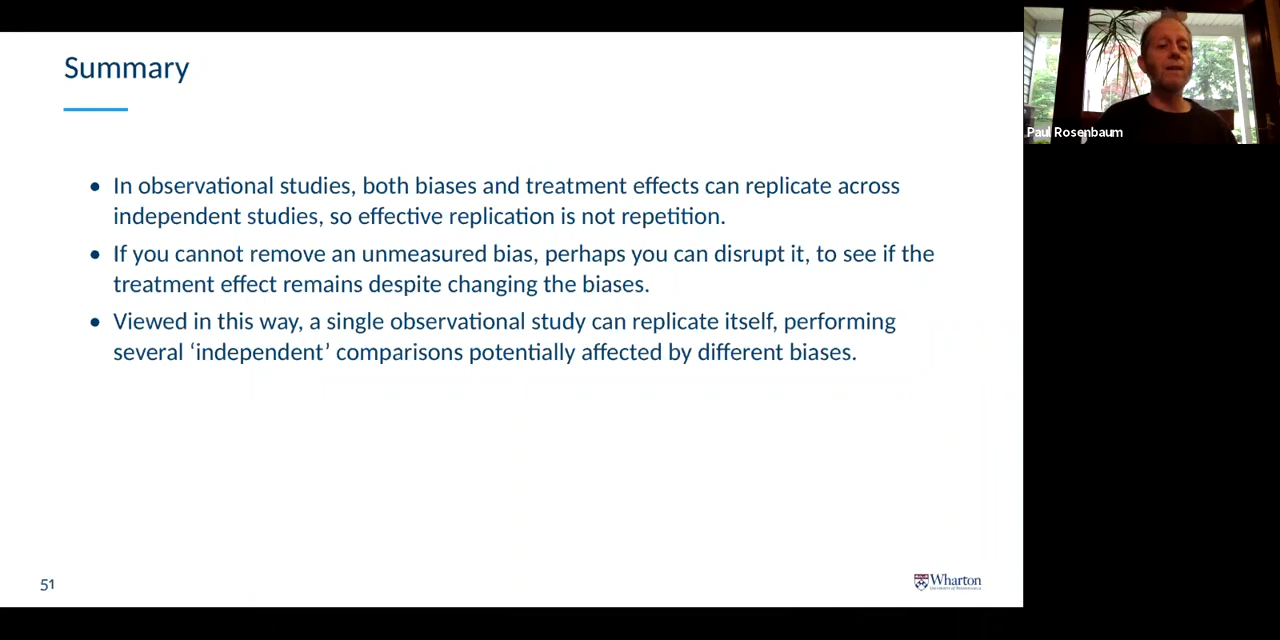 Summary
Paul Rosenbaum
• In observational studies, both biases and treatment effects can replicate across
independent studies, so effective replication is not repetition.
• If you cannot remove an unmeasured bias, perhaps you can disrupt it, to see if the
treatment effect remains despite changing the biases.
• Viewed in this way, a single observational study can replicate itself, performing
several ‘independent’ comparisons potentially affected by different biases.
51
Wharton
UNIVERSITY of PENNSYLVANIA